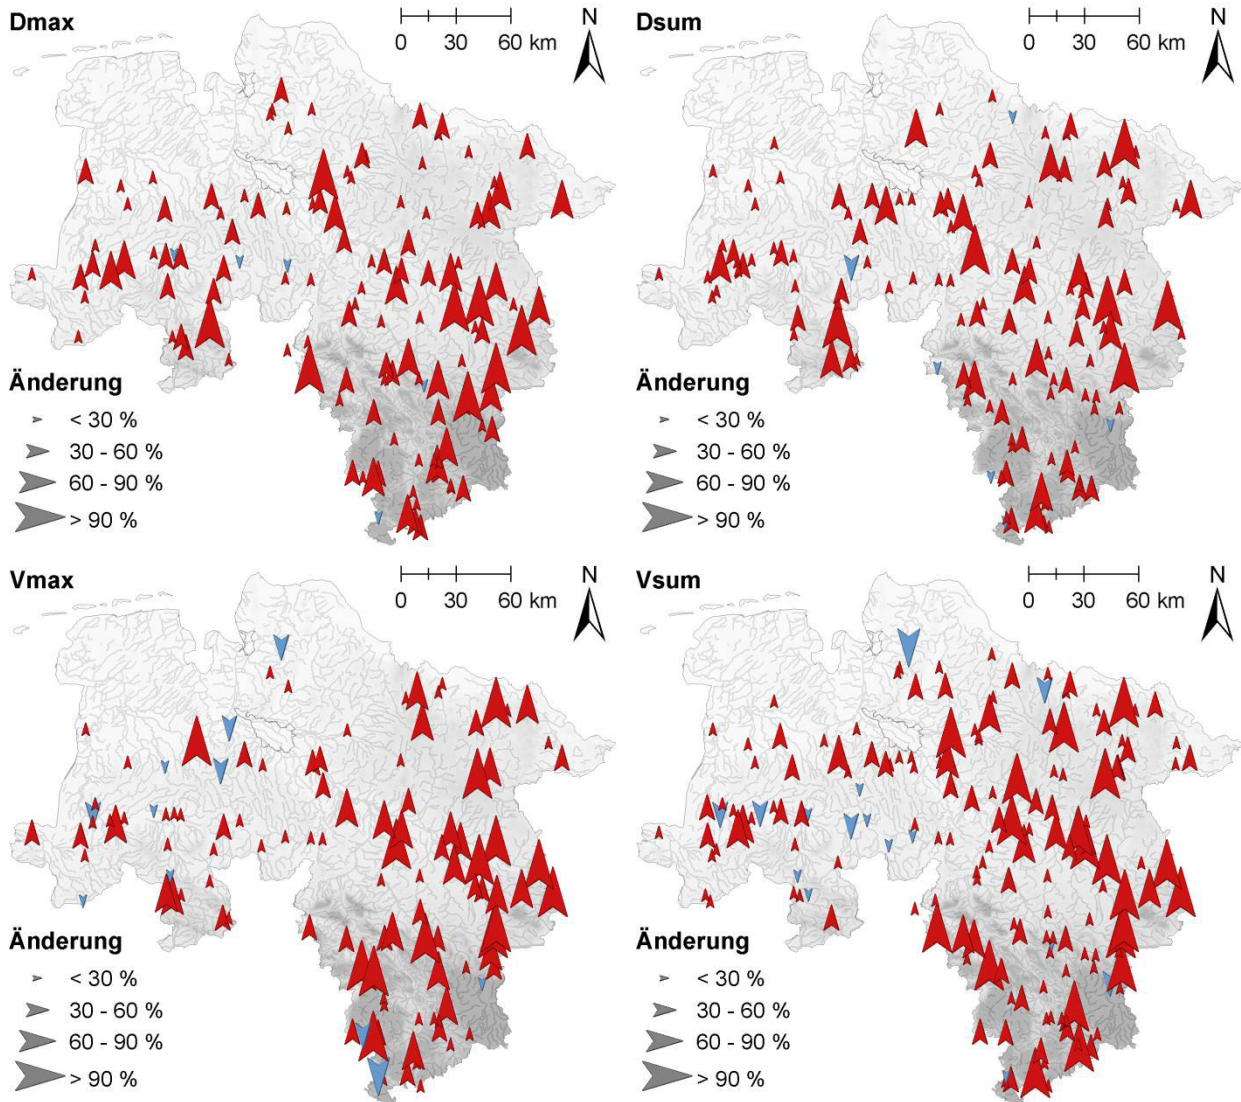 Dmax
N
0 30 60 km
Änderung
< 30 %
30 - 60 %
60 - 90 %
> 90 %
Dsum
N
0 30 60 km
Änderung
< 30 %
30 - 60 %
60 - 90 %
> 90 %
Vmax
N
0 30 60 km
Änderung
< 30 %
30 - 60 %
60 - 90 %
> 90 %
Vsum
N
0 30 60 km
Änderung
< 30 %
30 - 60 %
60 - 90 %
> 90 %